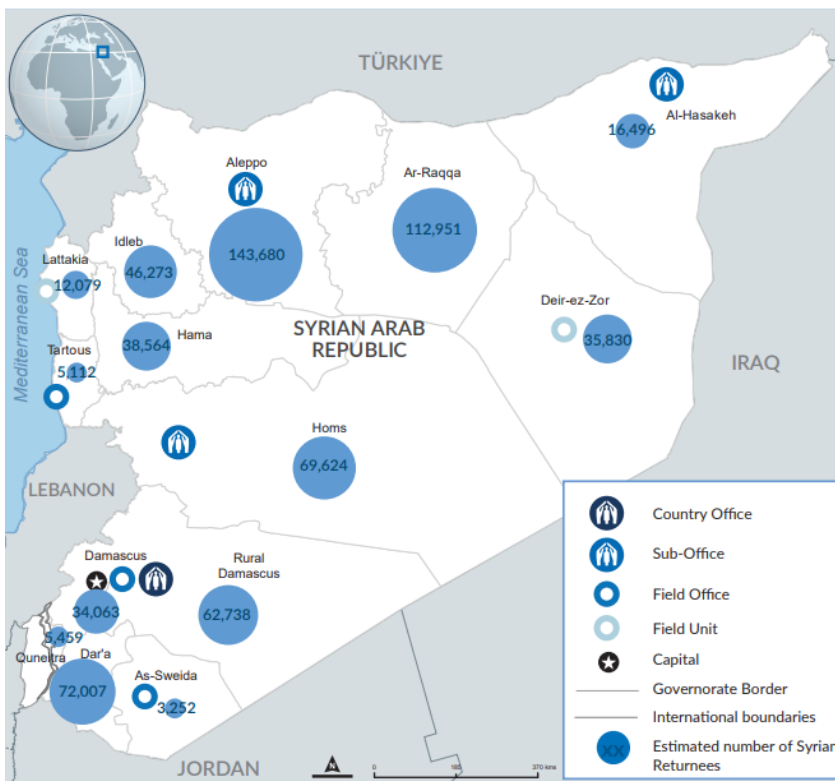 TÜRKIYE
Al-Hasakeh
16,496
Aleppo
Ar-Raqqa
112,951
143,680
Idleb
46,273
Lattakia
12,079
Mediterranean Sea
Deir-ez-Zor
35,830
Hama
38,564
SYRIAN ARAB
REPUBLIC
Tartous
5,112
IRAQ
Homs
69,624
LEBANON
Damascus
34,063
Rural
Damascus
62,738
5,459
Quneitra
Dar'a
72,007
As-Sweida
3,252
JORDAN
N
0
185
370 kms
Country Office
Sub-Office
Field Office
Field Unit
Capital
Governorate Border
International boundaries
xx
Estimated number of Syrian
Returnees